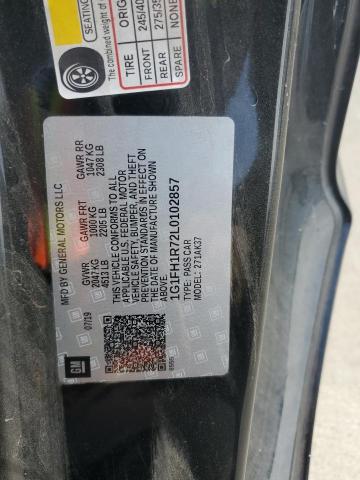 SEATING
The combined weight of
TIRE ORIG
FRONT 245/40
REAR 275/35
SPARE NONE
MFD BY GENERAL MOTORS LLC
07/19
GVWR GAWR FRT GAWR RR
2047 KG 1000 KG 1047 KG
4513 LB 2205 LB 2308 LB
THIS VEHICLE CONFORMS TO ALL
APPLICABLE U.S. FEDERAL MOTOR
VEHICLE SAFETY, BUMPER, AND THEFT
PREVENTION STANDARDS IN EFFECT ON
THE DATE OF MANUFACTURE SHOWN
ABOVE.
1G1FH1R72L0102857
TYPE: PASS CAR
MODEL: 271AK37
GM